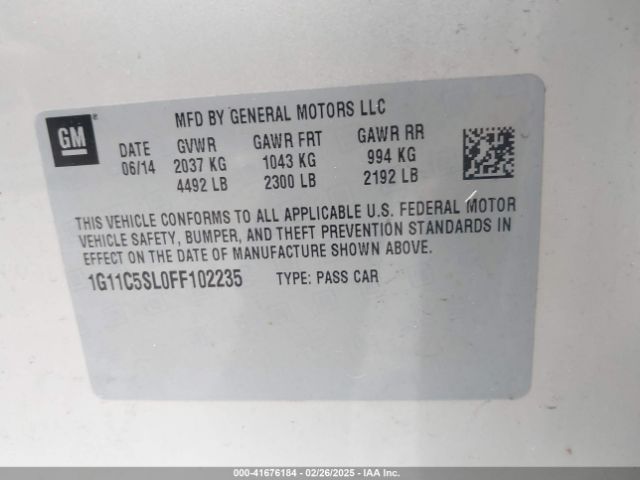 MFD BY GENERAL MOTORS LLC
GM
DATE GVWR GAWR FRT GAWR RR
06/14 2037 KG 1043 KG 994 KG
4492 LB 2300 LB 2192 LB
THIS VEHICLE CONFORMS TO ALL APPLICABLE U.S. FEDERAL MOTOR
VEHICLE SAFETY, BUMPER, AND THEFT PREVENTION STANDARDS IN
EFFECT ON THE DATE OF MANUFACTURE SHOWN ABOVE.
1G11C5SL0FF102235 TYPE: PASS CAR
000-41676184 - 02/26/2025 - IAA Inc.